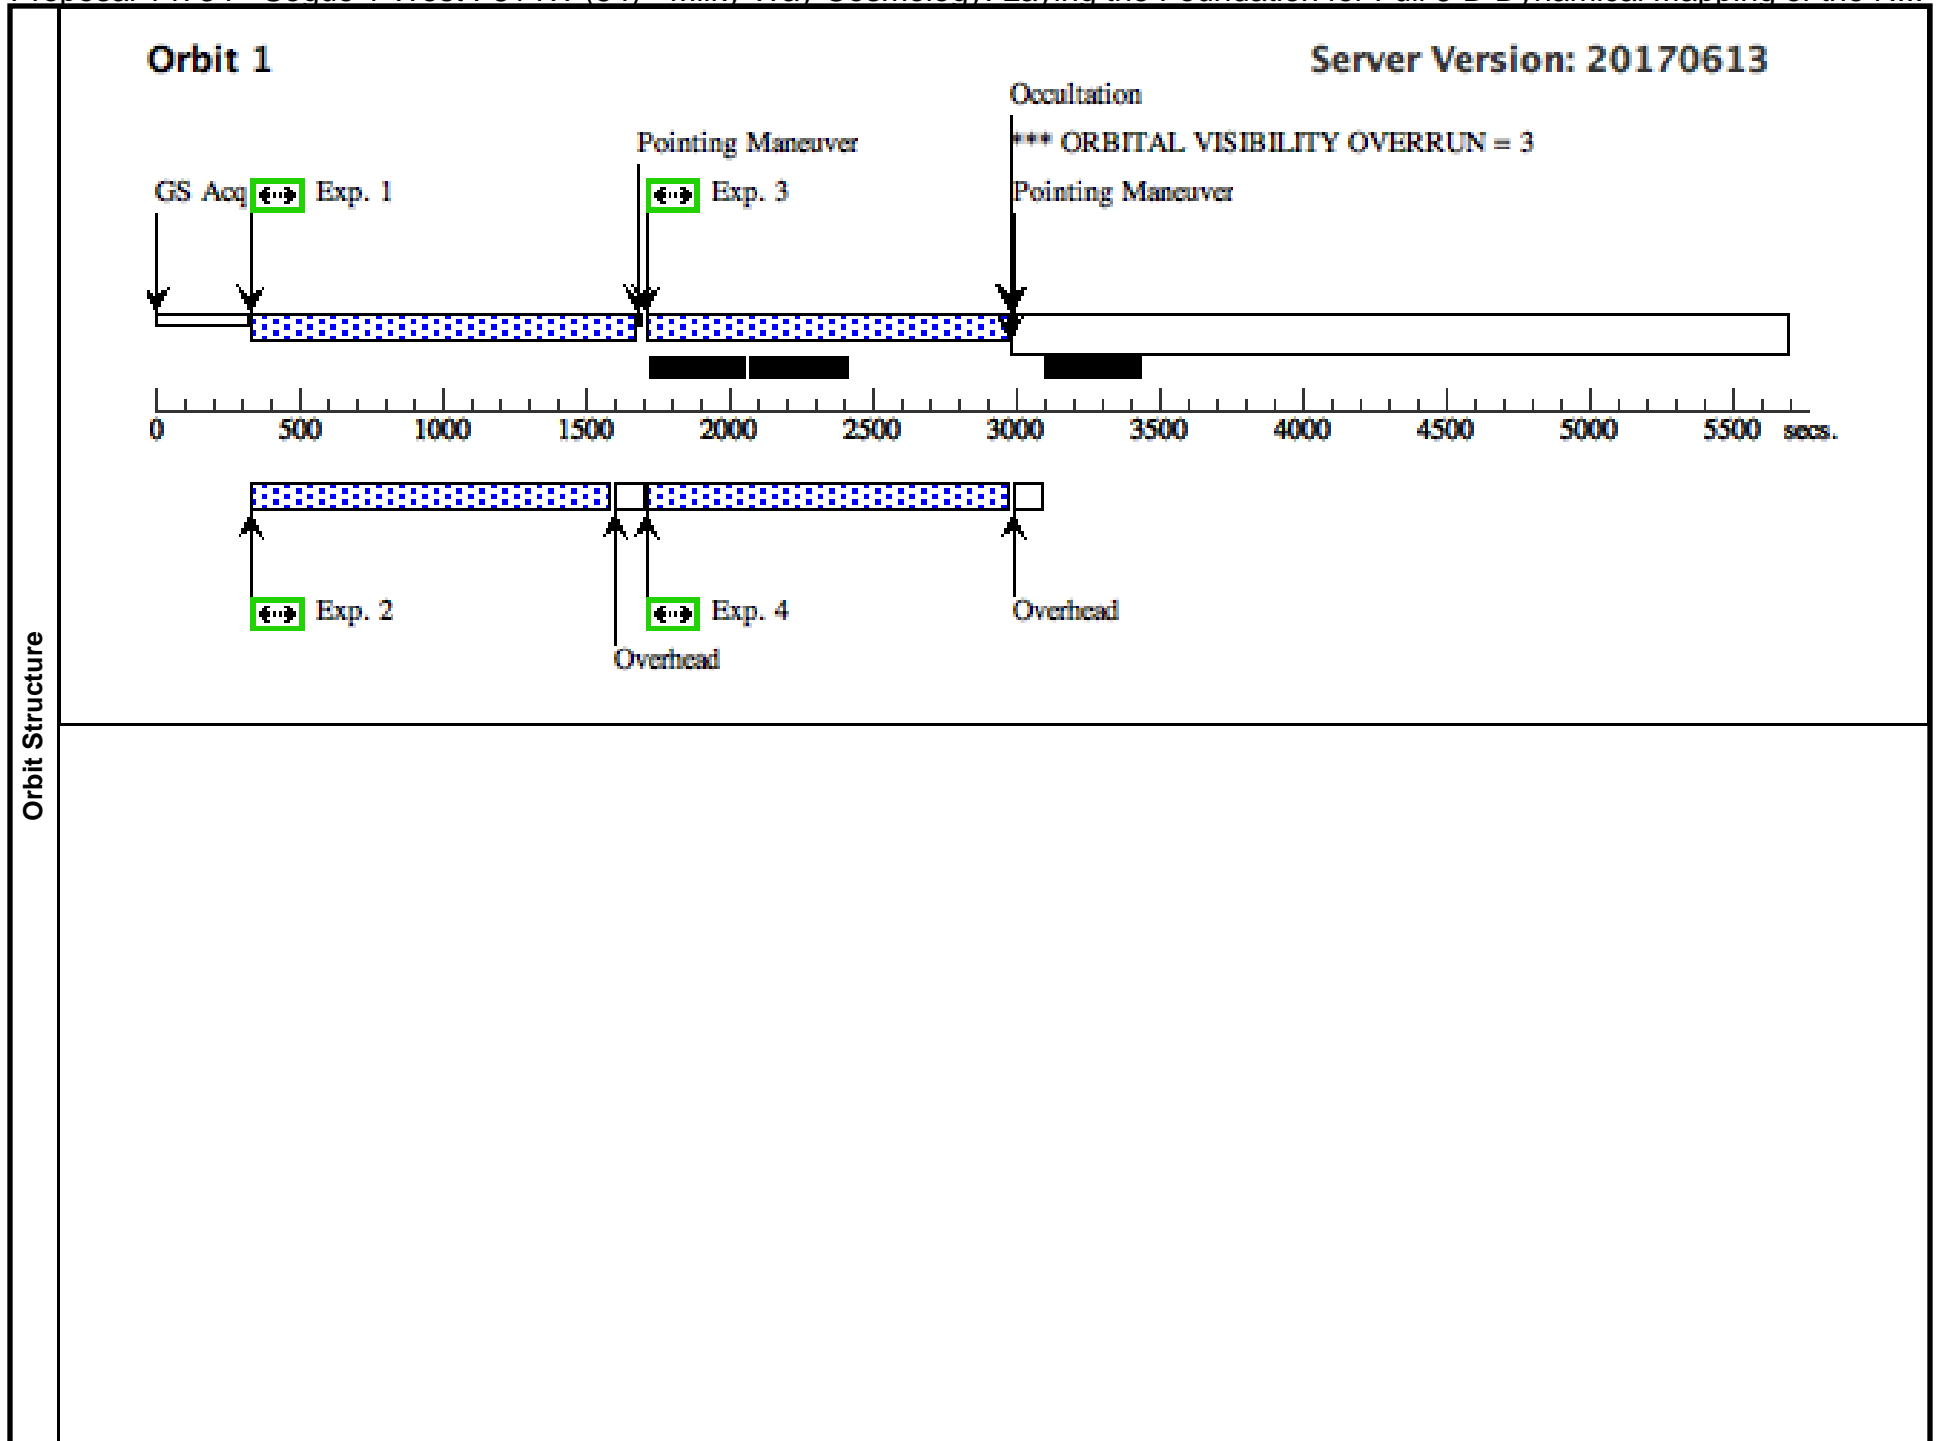 Orbit 1
Server Version: 20170613
Occultation
Pointing Maneuver
*** ORBITAL VISIBILITY OVERRUN = 3
GS Acq
Exp. 1
Exp. 3
Pointing Maneuver
0 500 1000 1500 2000 2500 3000 3500 4000 4500 5000 5500 secs.
Exp. 2
Exp. 4
Overhead
Overhead
Orbit Structure